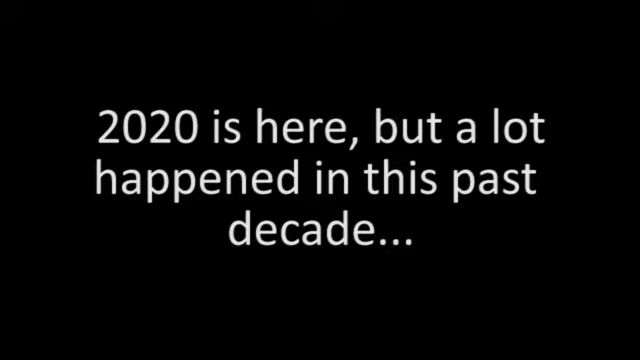 2020 is here, but a lot
happened in this past
decade...